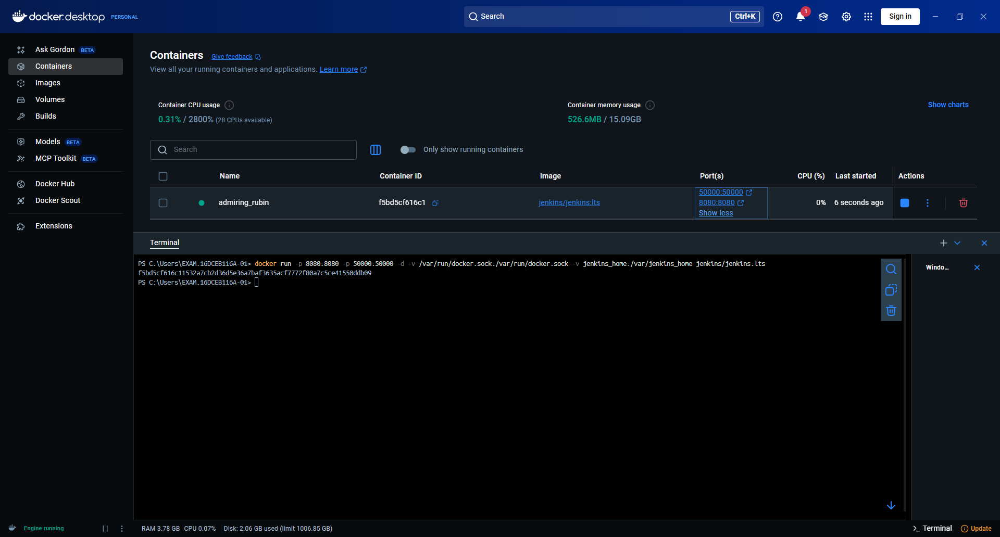 docker.desktop PERSONAL
Search Ctrl+K
1
Sign in
Ask Gordon BETA
Containers
Images
Volumes
Builds
Models BETA
MCP Toolkit BETA
Docker Hub
Docker Scout
Extensions
Containers Give feedback
View all your running containers and applications. Learn more
Container CPU usage
0.31% / 2800% (28 CPUs available)
Container memory usage
526.6MB / 15.09GB
Show charts
Search
Only show running containers
Name Container ID Image Port(s) CPU (%) Last started Actions
admiring_rubin f5bd5cf616c1 jenkins/jenkins:lts 50000:50000
8080:8080
Show less
0% 6 seconds ago
Terminal
PS C:\Users\EXAM.16DCEB116A-01> docker run -p 8080:8080 -p 50000:50000 -d -v /var/run/docker.sock:/var/run/docker.sock -v jenkins_home:/var/jenkins_home jenkins/jenkins:lts
f5bd5cf616c11532a7cb2d36d5e36a7baf3635acf7772f80a7c5ce41550ddb09
PS C:\Users\EXAM.16DCEB116A-01>
Windo...
Engine running
RAM 3.78 GB CPU 0.07% Disk: 2.06 GB used (limit 1006.85 GB)
Terminal
Update